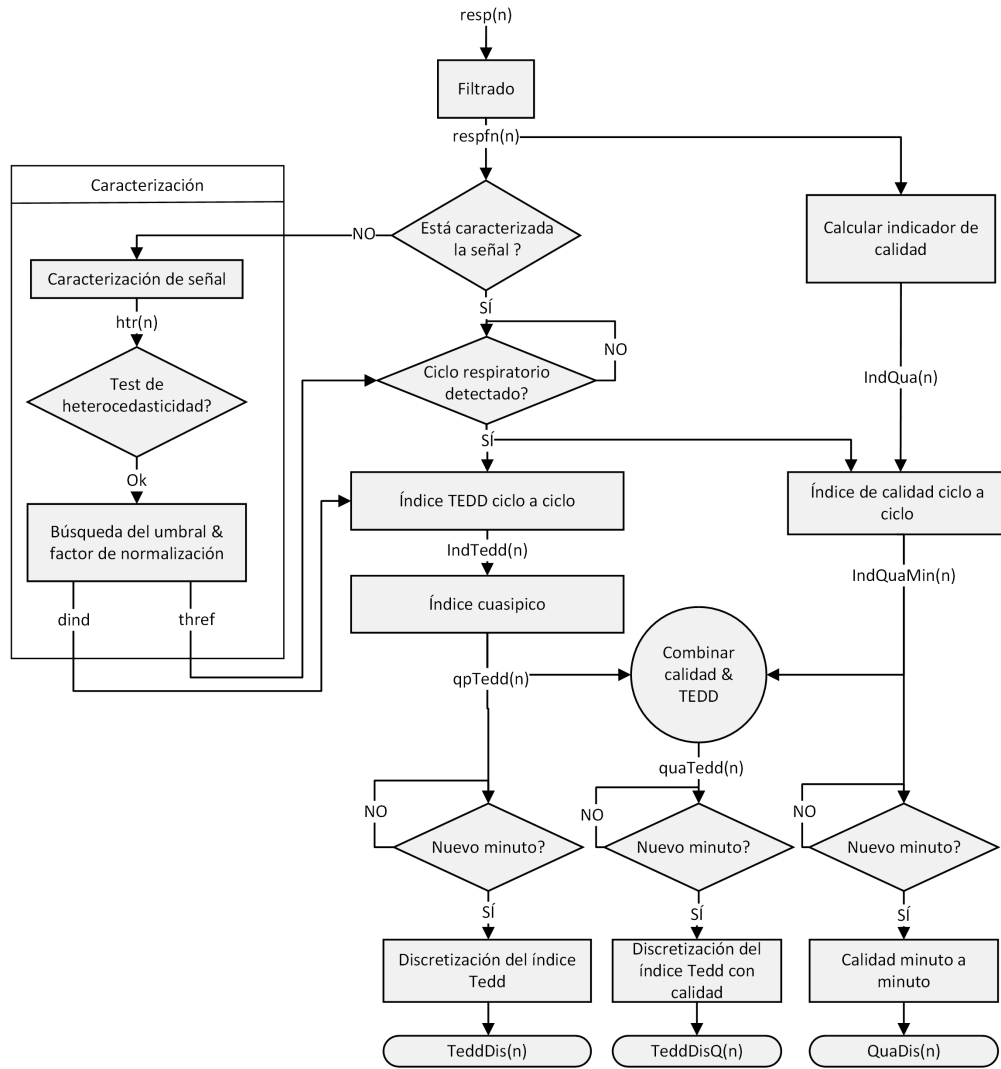 resp(n)
Filtrado
respfn(n)
Caracterización
Está caracterizada
la señal ?
Calcular indicador de
calidad
NO
Caracterización de señal
SÍ
htr(n)
NO
Test de
heterocedasticidad?
Ciclo respiratorio
detectado?
IndQua(n)
SÍ
Ok
Índice TEDD ciclo a ciclo
Índice de calidad ciclo a
ciclo
Búsqueda del umbral &
factor de normalización
IndTedd(n)
IndQuaMin(n)
Índice cuasipico
dind
thref
Combinar
calidad &
TEDD
qpTedd(n)
quaTedd(n)
NO
NO
NO
Nuevo minuto?
Nuevo minuto?
Nuevo minuto?
SÍ
SÍ
SÍ
Discretización del índice
Tedd
Discretización del
índice Tedd con
calidad
Calidad minuto a
minuto
TeddDis(n)
TeddDisQ(n)
QuaDis(n)